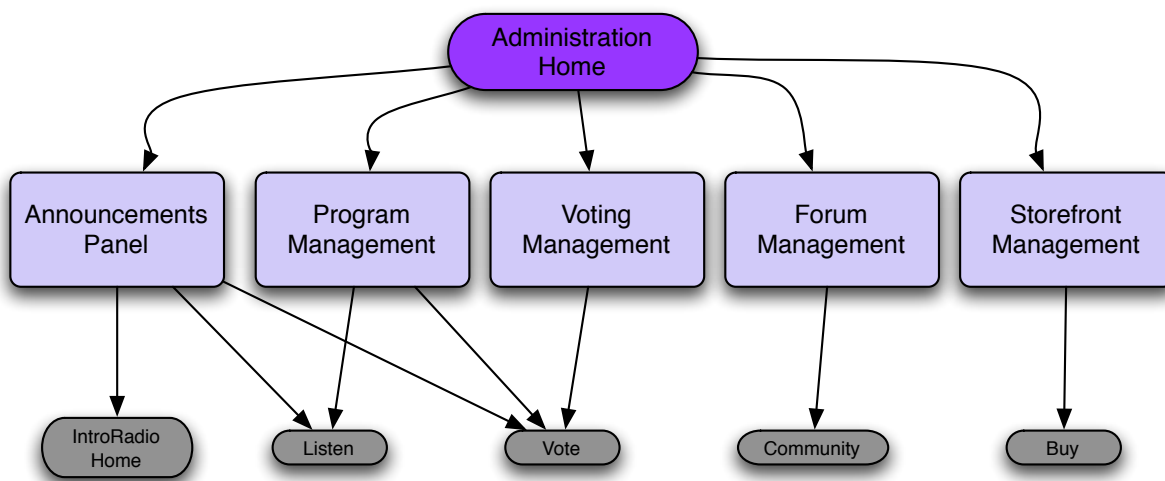 Administration
Home
Announcements
Panel
Program
Management
Voting
Management
Forum
Management
Storefront
Management
IntroRadio
Home
Listen
Vote
Community
Buy